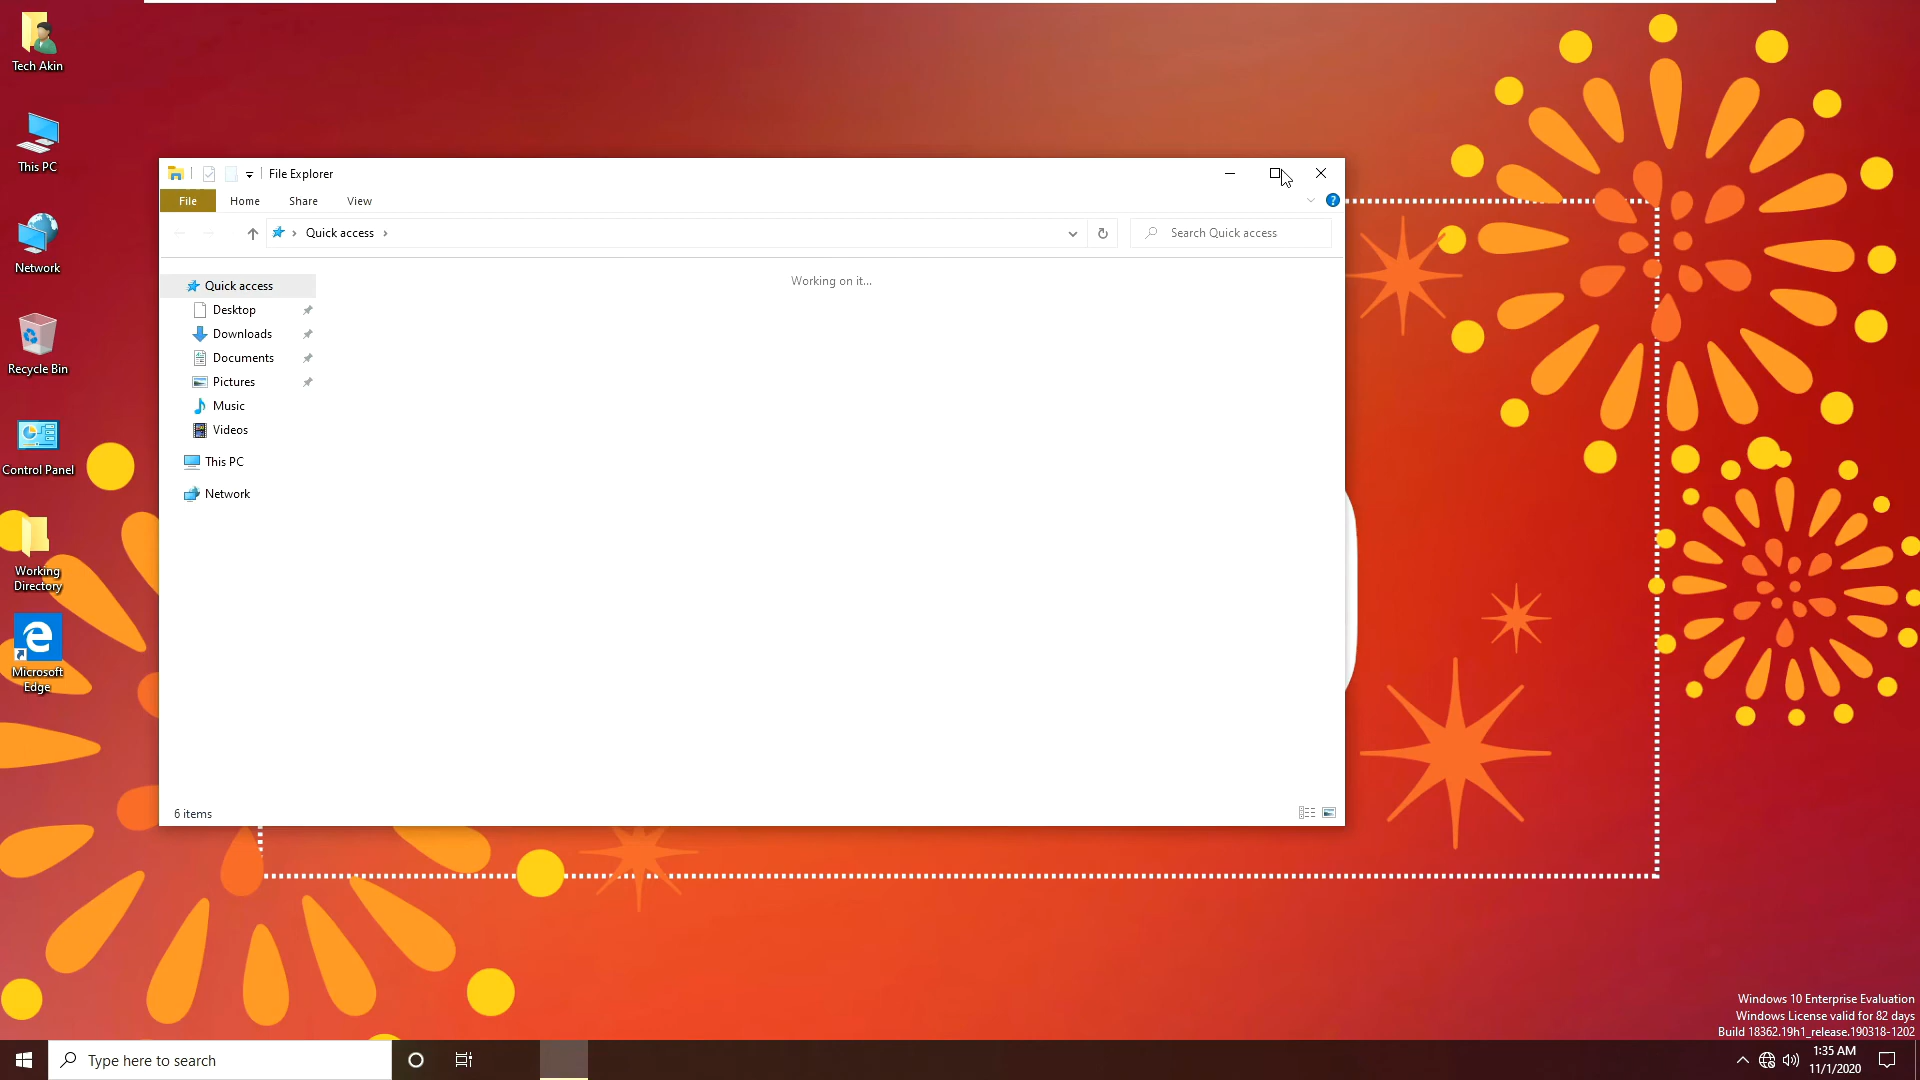 Tech Akin
This PC
Network
Recycle Bin
Control Panel
Working
Directory
Microsoft
Edge
File Explorer
File
Home
Share
View
?
Quick access
Search Quick access
Quick access
Desktop
Downloads
Documents
Pictures
Music
Videos
This PC
Network
Working on it...
6 items
Windows 10 Enterprise Evaluation
Windows License valid for 82 days
Build 18362.19h1_release.190318-1202
Type here to search
1:35 AM
11/1/2020